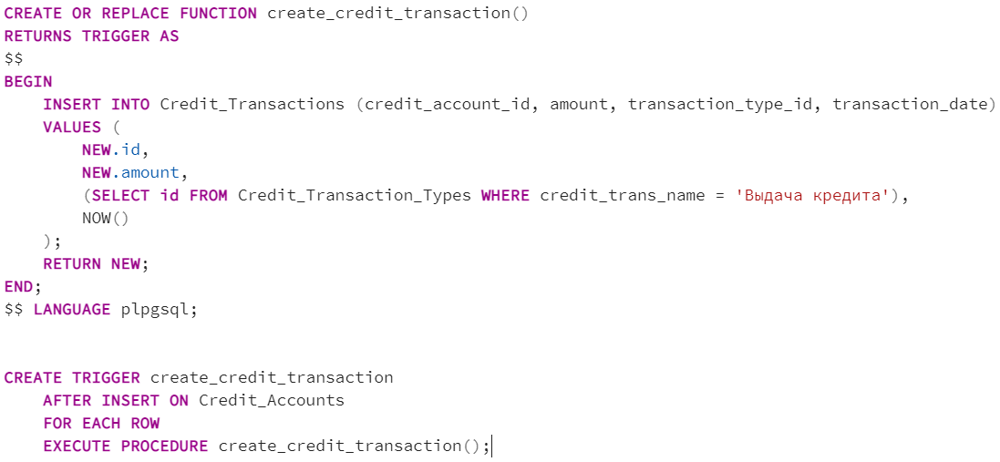 CREATE OR REPLACE FUNCTION create_credit_transaction()
RETURNS TRIGGER AS
$$
BEGIN
    INSERT INTO Credit_Transactions (credit_account_id, amount, transaction_type_id, transaction_date)
    VALUES (
        NEW.id,
        NEW.amount,
        (SELECT id FROM Credit_Transaction_Types WHERE credit_trans_name = 'Выдача кредита'),
        NOW()
    );
    RETURN NEW;
END;
$$ LANGUAGE plpgsql;
CREATE TRIGGER create_credit_transaction
    AFTER INSERT ON Credit_Accounts
    FOR EACH ROW
    EXECUTE PROCEDURE create_credit_transaction();